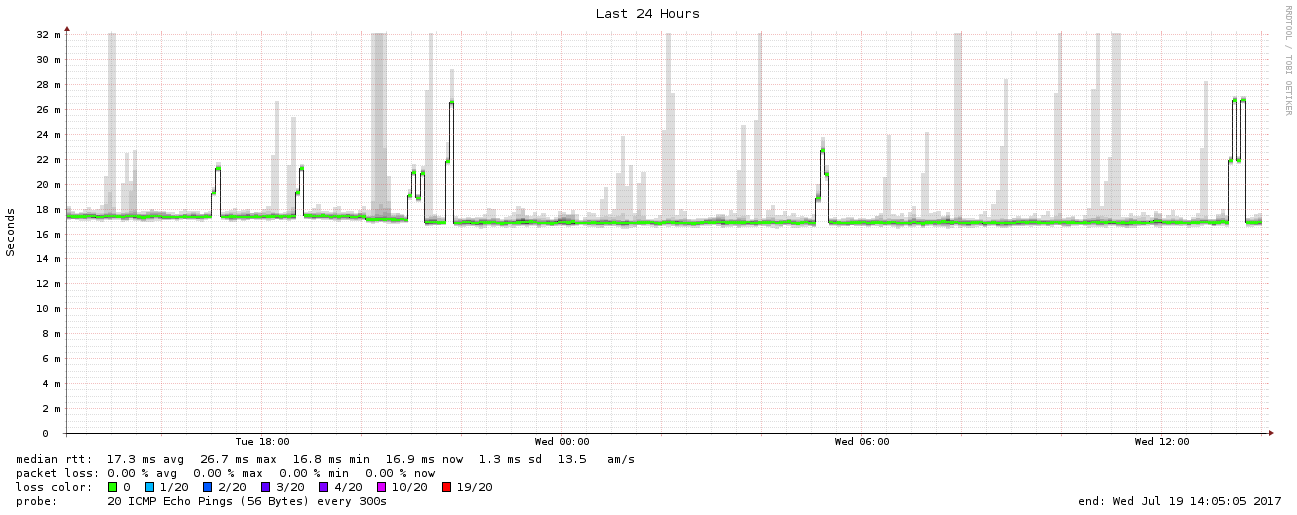 Last 24 Hours
RRDTOOL / TOBI OETIKER
Seconds
32 m
30 m
28 m
26 m
24 m
22 m
20 m
18 m
16 m
14 m
12 m
10 m
8 m
6 m
4 m
2 m
0
Tue 18:00 Wed 00:00 Wed 06:00 Wed 12:00
median rtt: 17.3 ms avg 26.7 ms max 16.8 ms min 16.9 ms now 1.3 ms sd 13.5 am/s
packet loss: 0.00 % avg 0.00 % max 0.00 % min 0.00 % now
loss color: 0 1/20 2/20 3/20 4/20 10/20 19/20
probe: 20 ICMP Echo Pings (56 Bytes) every 300s end: Wed Jul 19 14:05:05 2017